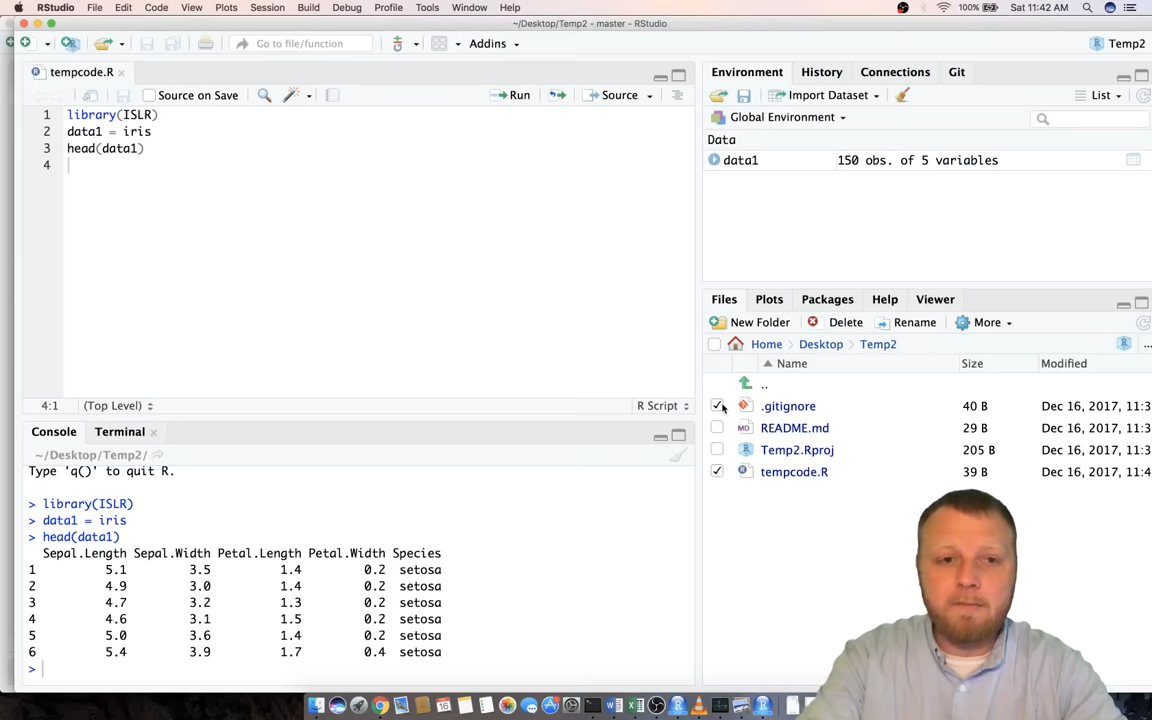 RStudio File Edit Code View Plots Session Build Debug Profile Tools Window Help 100% Sat 11:42 AM
~/Desktop/Temp2 - master - RStudio
Go to file/function Addins Temp2
tempcode.R
Source on Save Run Source
1 library(ISLR)
2 data1 = iris
3 head(data1)
4
4:1 (Top Level) R Script
Console Terminal
~/Desktop/Temp2/
Type 'q()' to quit R.
> library(ISLR)
> data1 = iris
> head(data1)
Sepal.Length Sepal.Width Petal.Length Petal.Width Species
1 5.1 3.5 1.4 0.2 setosa
2 4.9 3.0 1.4 0.2 setosa
3 4.7 3.2 1.3 0.2 setosa
4 4.6 3.1 1.5 0.2 setosa
5 5.0 3.6 1.4 0.2 setosa
6 5.4 3.9 1.7 0.4 setosa
>
Environment History Connections Git
Import Dataset List
Global Environment
Data
data1 150 obs. of 5 variables
Files Plots Packages Help Viewer
New Folder Delete Rename More
Home Desktop Temp2 ...
Name Size Modified
..
.gitignore 40 B Dec 16, 2017, 11:3
README.md 29 B Dec 16, 2017, 11:3
Temp2.Rproj 205 B Dec 16, 2017, 11:3
tempcode.R 39 B Dec 16, 2017, 11:4